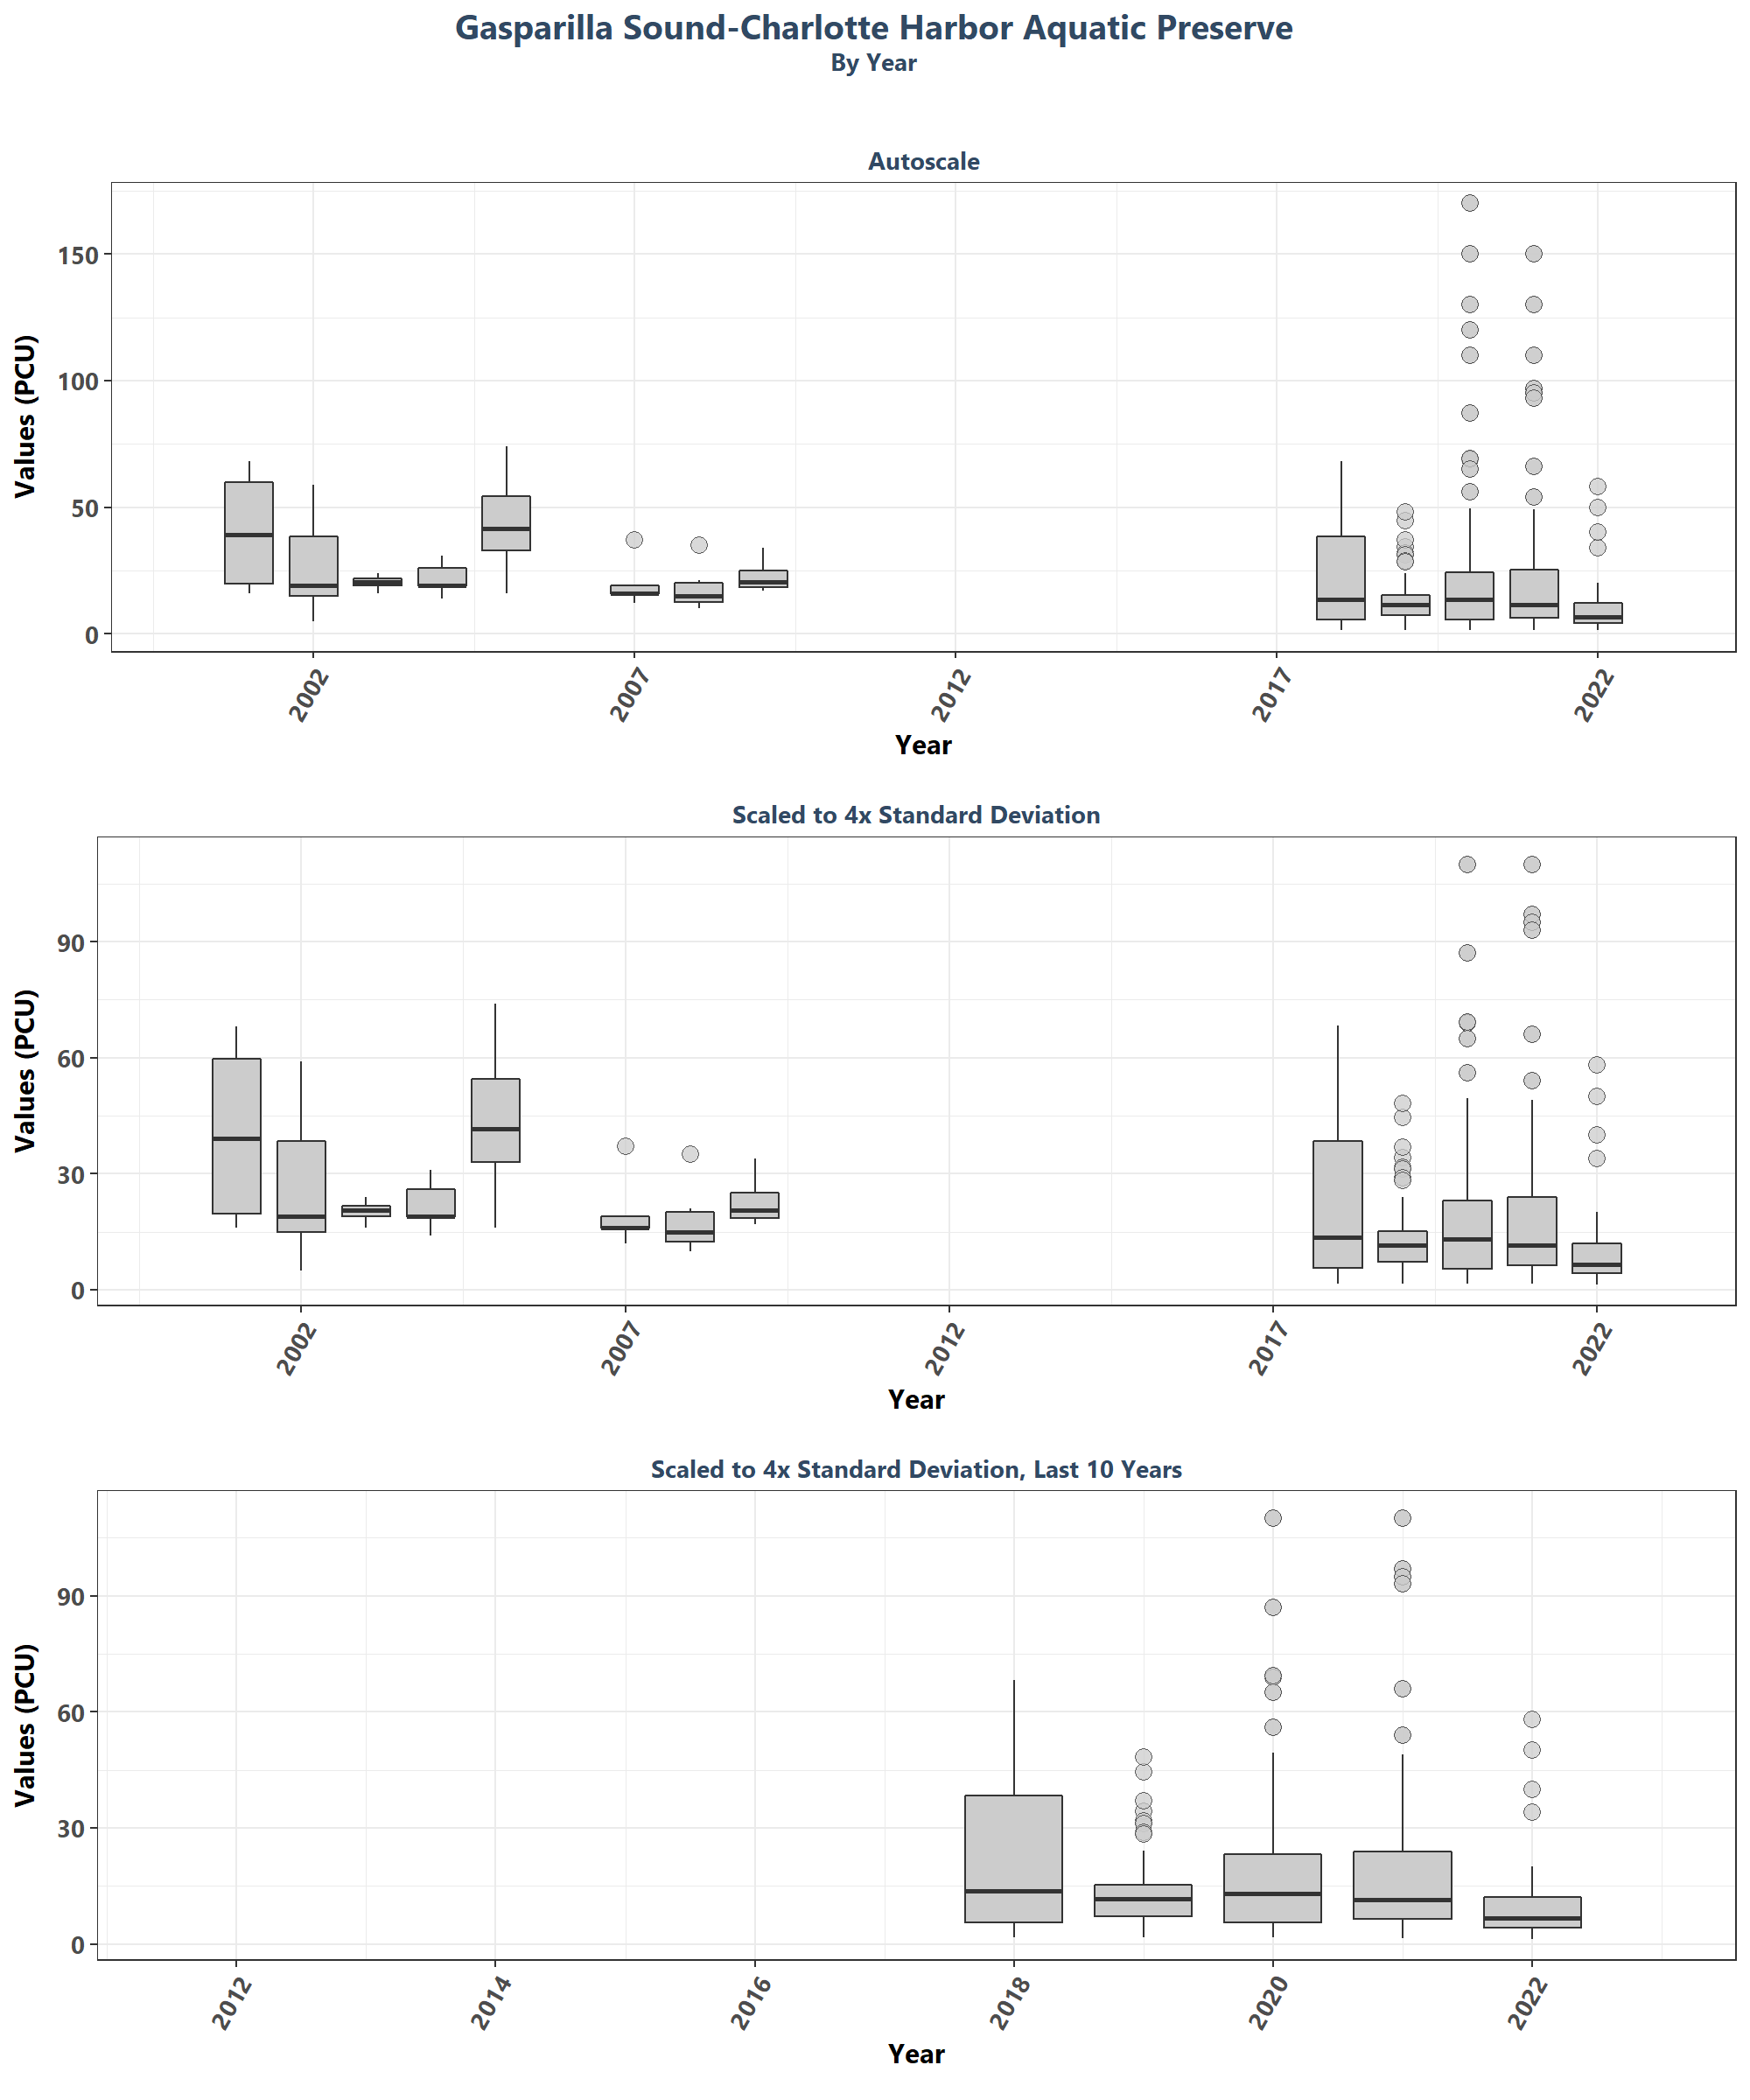 Gasparilla Sound-Charlotte Harbor Aquatic Preserve
By Year
Autoscale
Values (PCU)
150
100
50
0
2002
2007
2012
2017
2022
Year
Scaled to 4x Standard Deviation
Values (PCU)
90
60
30
0
2002
2007
2012
2017
2022
Year
Scaled to 4x Standard Deviation, Last 10 Years
Values (PCU)
90
60
30
0
2012
2014
2016
2018
2020
2022
Year